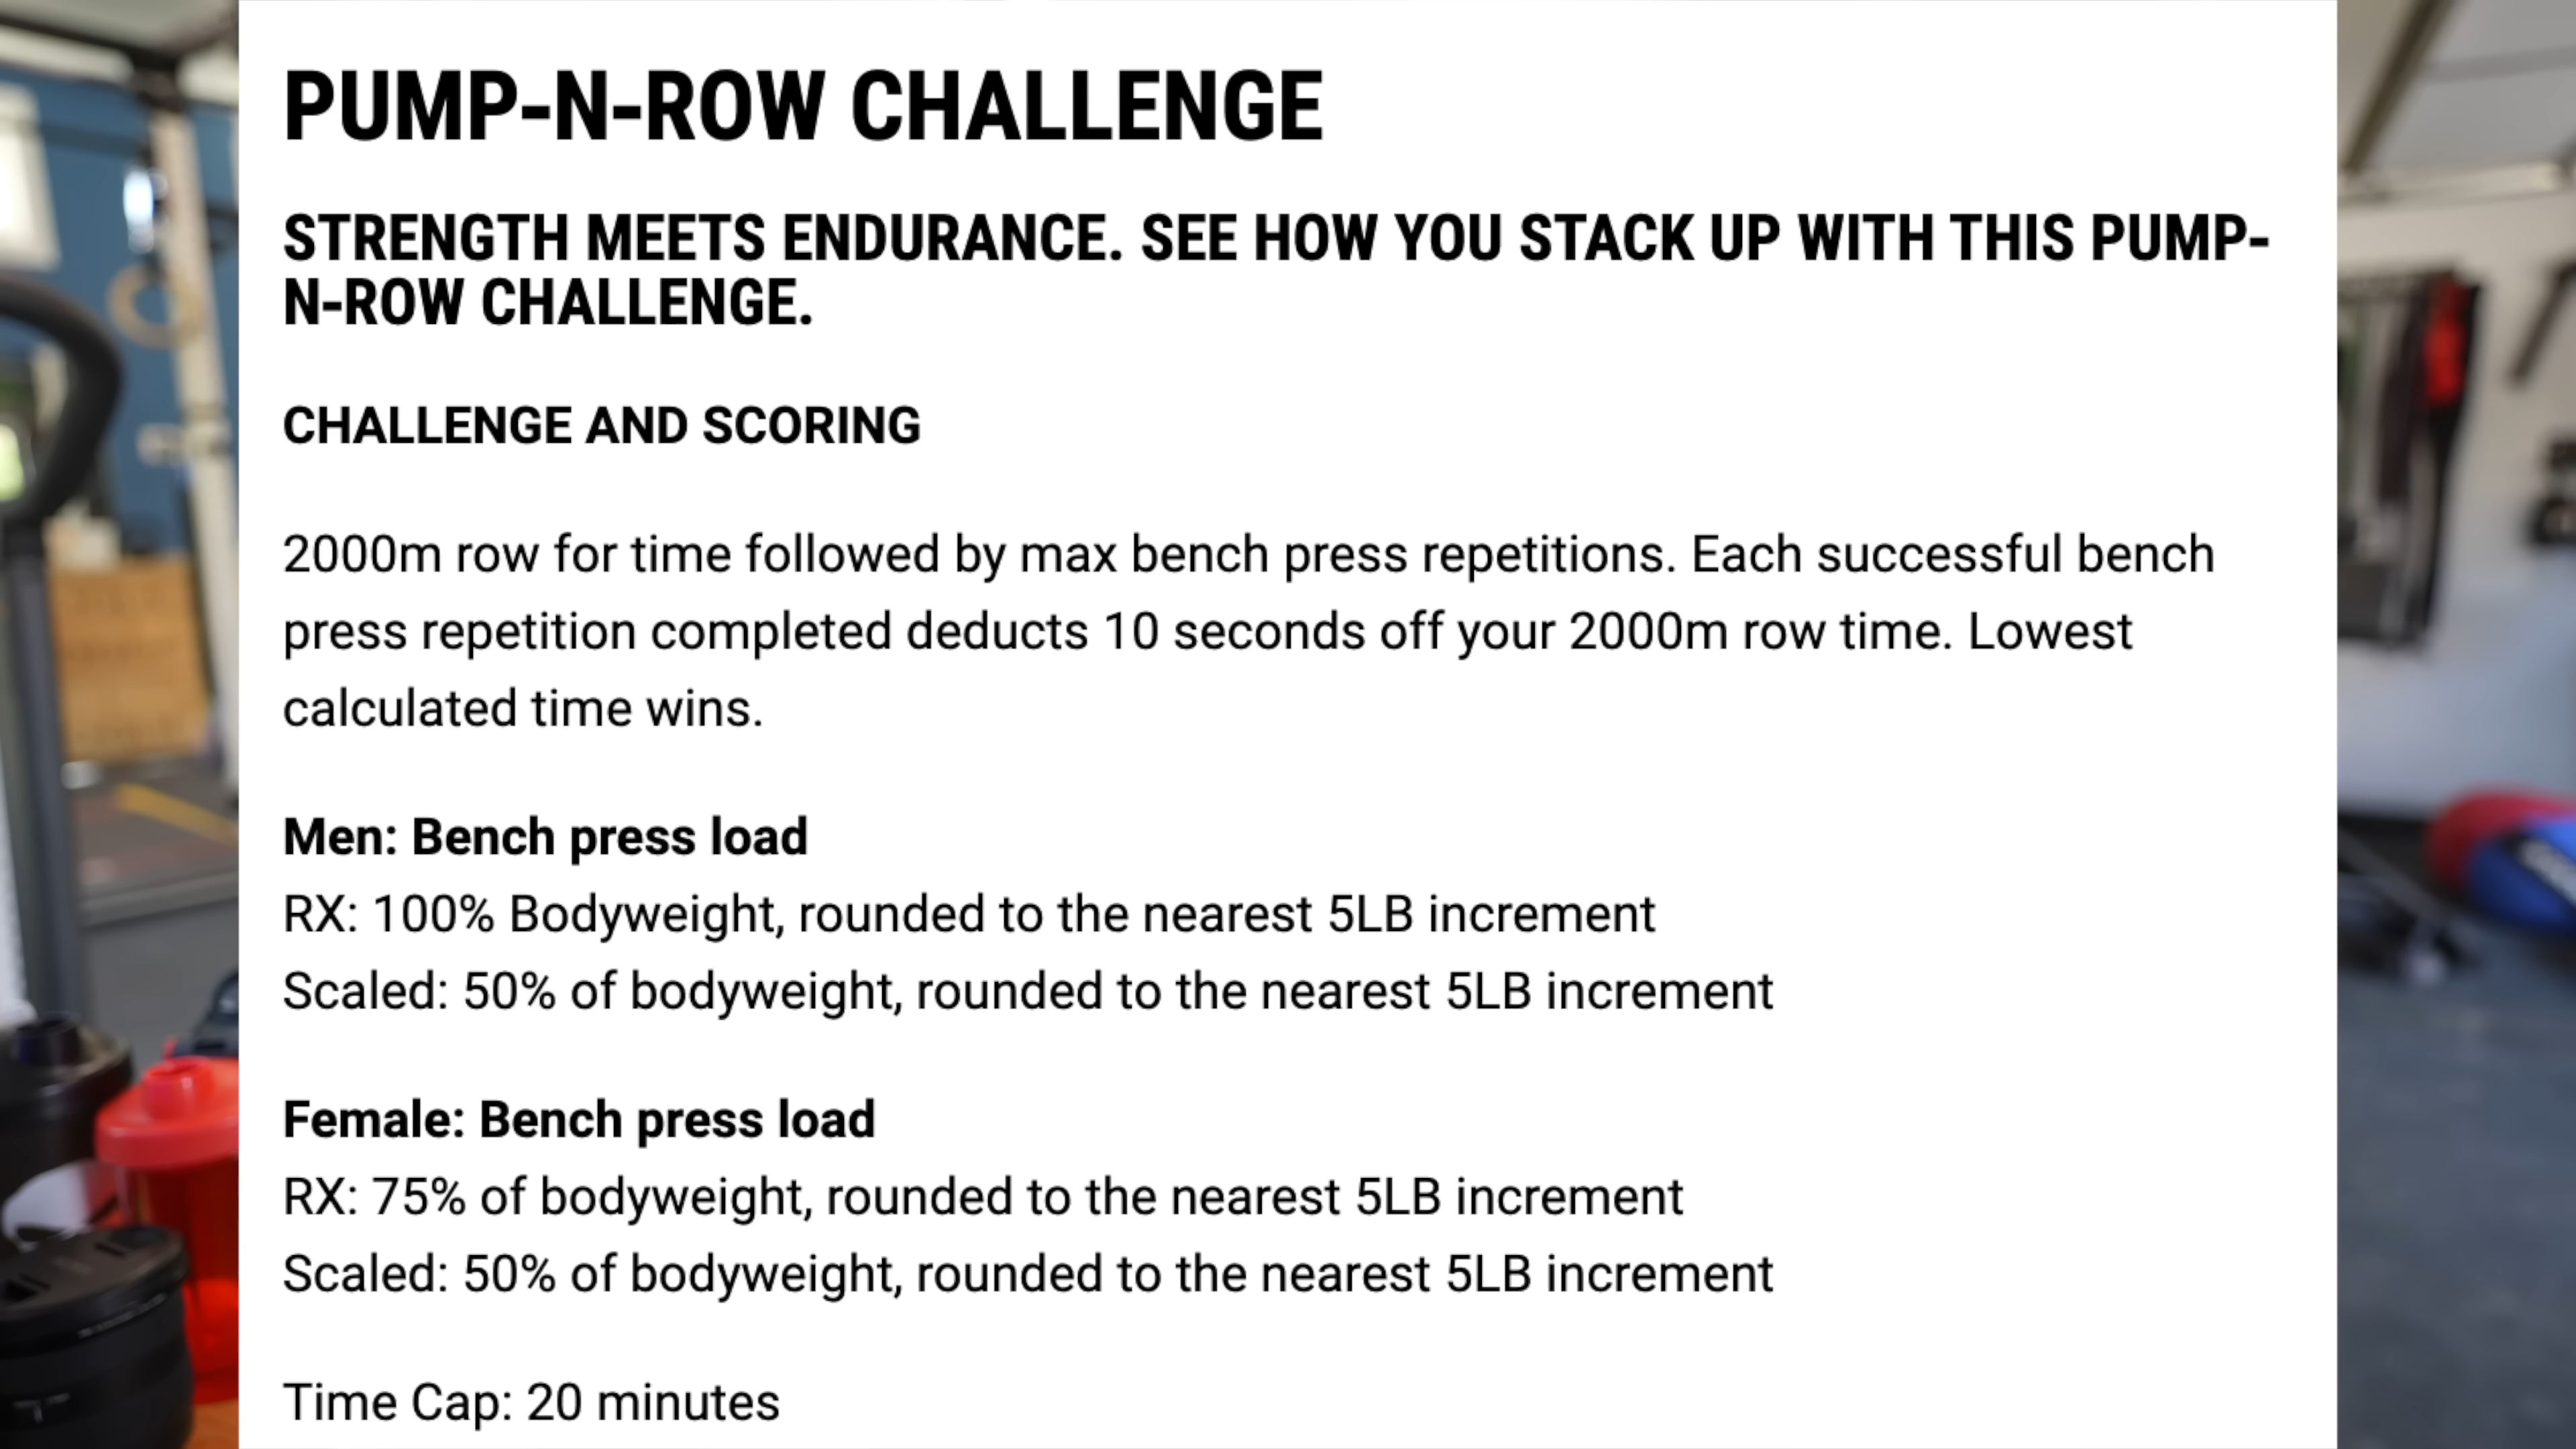 PUMP-N-ROW CHALLENGE
STRENGTH MEETS ENDURANCE. SEE HOW YOU STACK UP WITH THIS PUMP-
N-ROW CHALLENGE.
CHALLENGE AND SCORING
2000m row for time followed by max bench press repetitions. Each successful bench
press repetition completed deducts 10 seconds off your 2000m row time. Lowest
calculated time wins.
Men: Bench press load
RX: 100% Bodyweight, rounded to the nearest 5LB increment
Scaled: 50% of bodyweight, rounded to the nearest 5LB increment
Female: Bench press load
RX: 75% of bodyweight, rounded to the nearest 5LB increment
Scaled: 50% of bodyweight, rounded to the nearest 5LB increment
Time Cap: 20 minutes